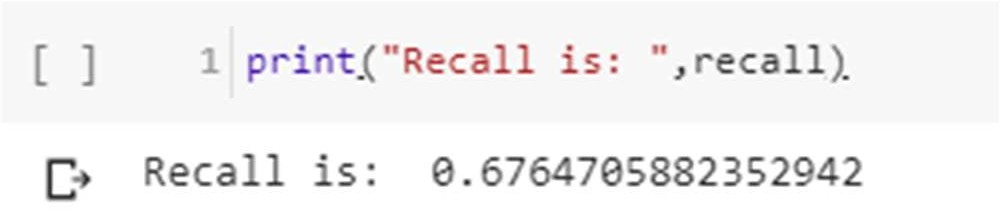 [ ] 1 print("Recall is: ",recall)
Recall is:  0.6764705882352942